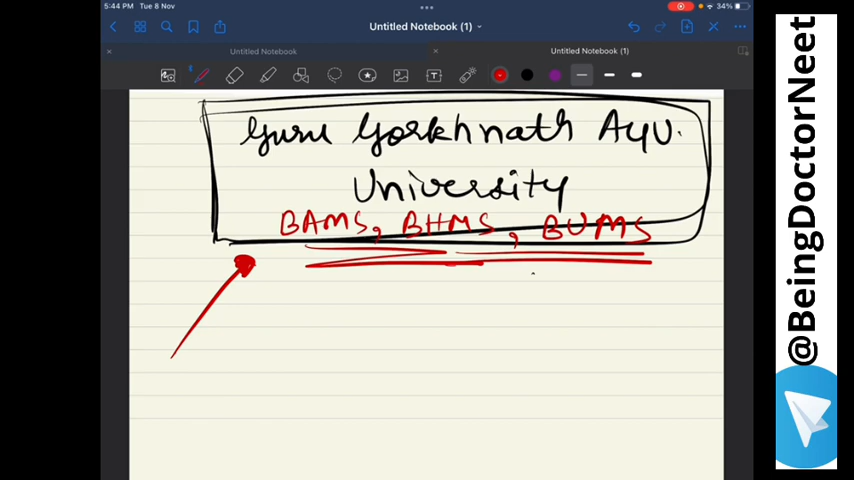 5:44 PM Tue 8 Nov
34%
Untitled Notebook (1)
Untitled Notebook
Untitled Notebook (1)
Guru Gorkhnath Ayu.
University
BAMS, BHMS, BUMS
@BeingDoctorNeet